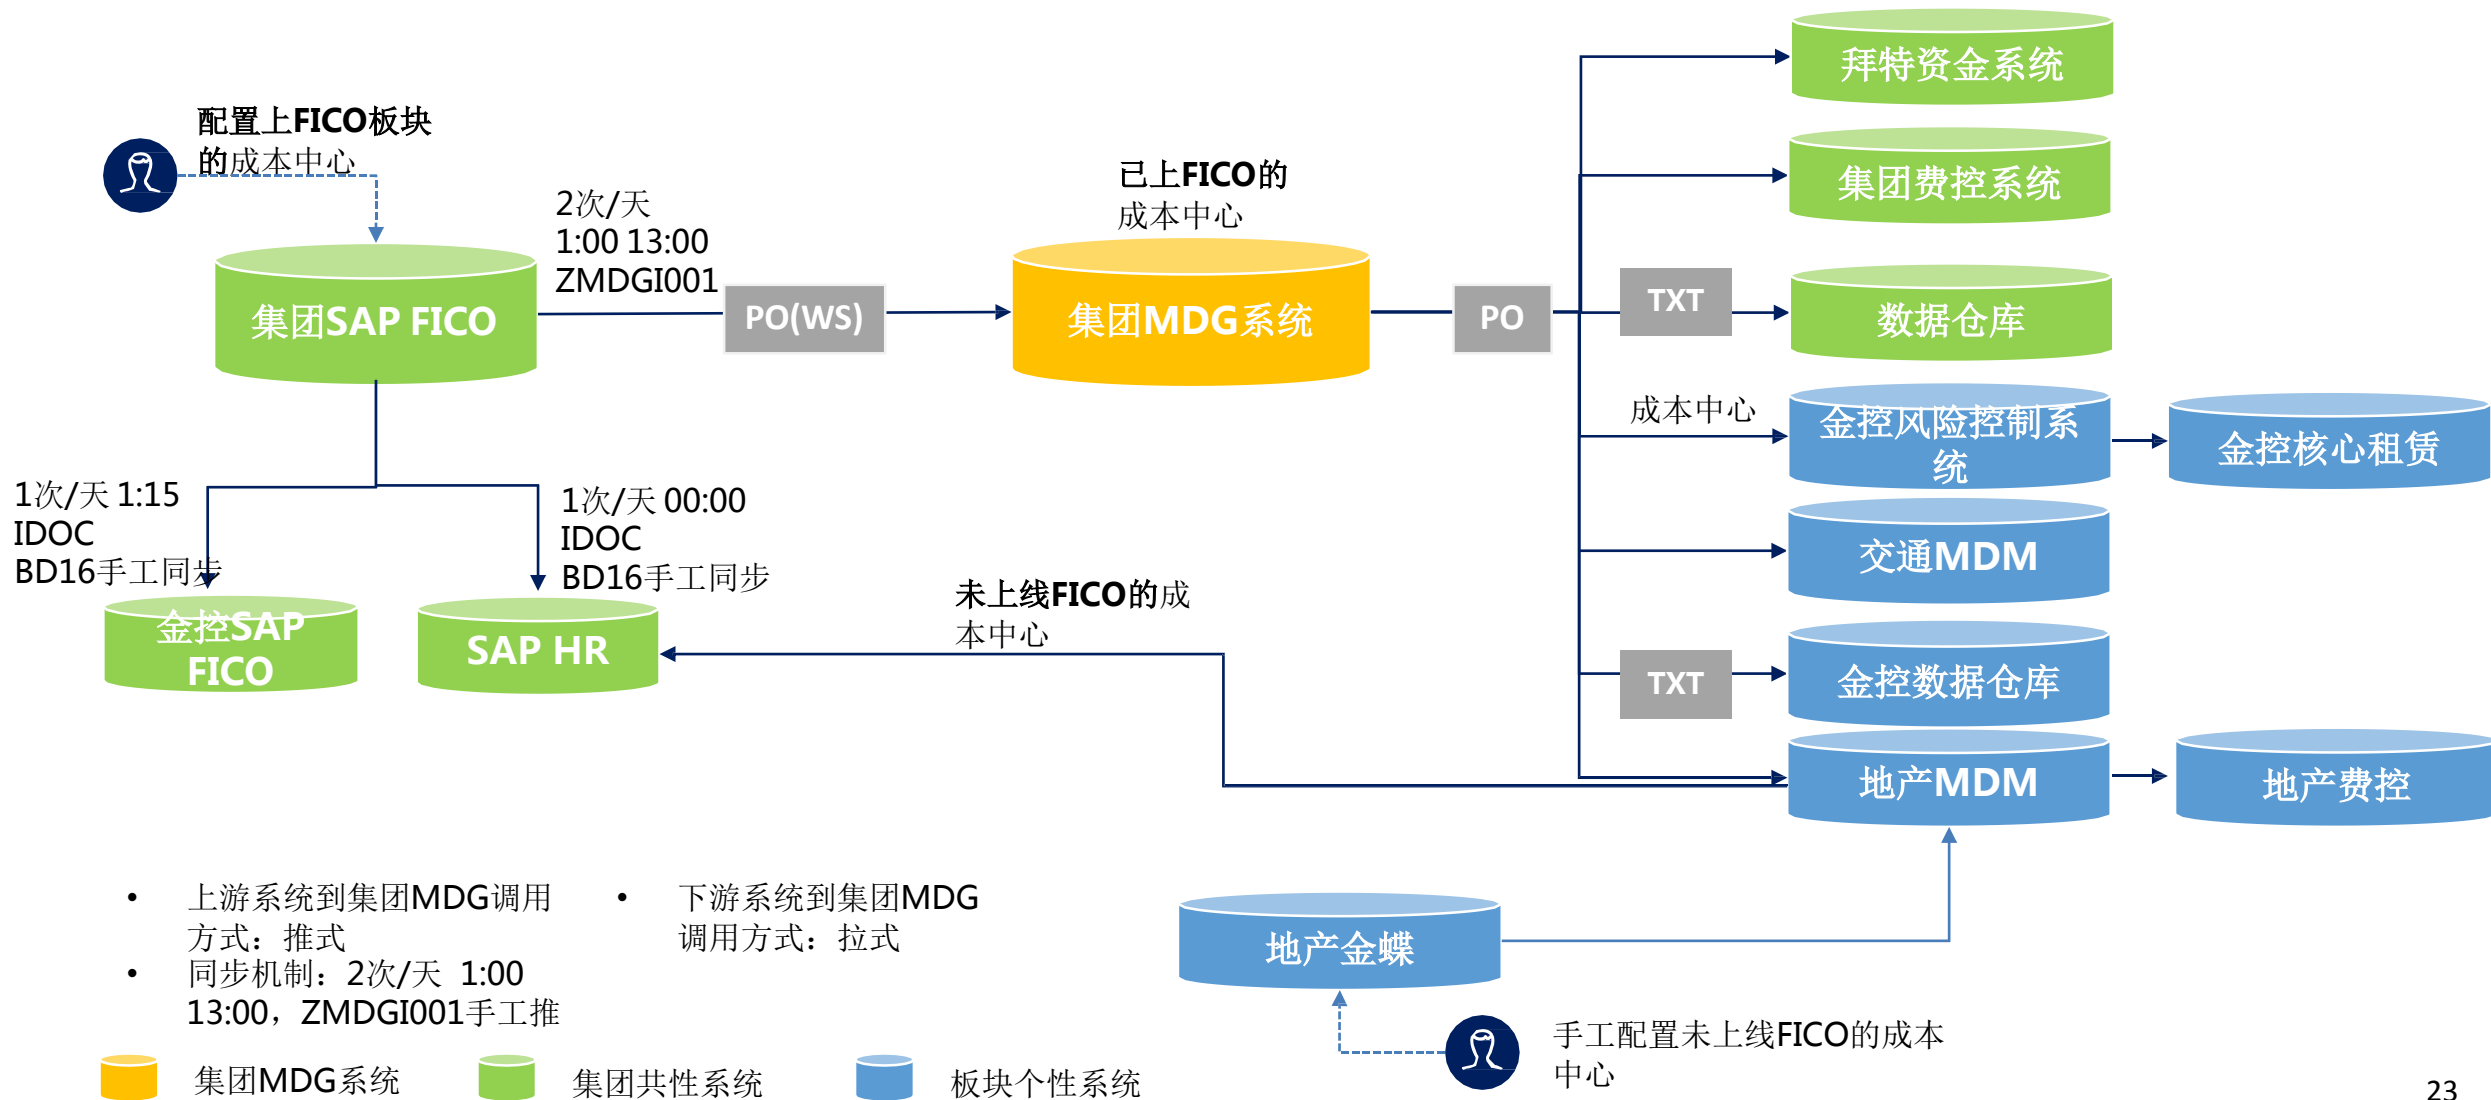 拜特资金系统
配置上FICO板块
的成本中心
集团费控系统
已上FICO的
成本中心
2次/天
1:00 13:00
ZMDGI001
集团SAP FICO
PO(WS)
集团MDG系统
PO
TXT
数据仓库
成本中心
金控风险控制系
统
金控核心租赁
1次/天 1:15
IDOC
BD16手工同步
1次/天 00:00
IDOC
BD16手工同步
交通MDM
未上线FICO的成
本中心
金控SAP
FICO
SAP HR
TXT
金控数据仓库
地产MDM
地产费控
• 上游系统到集团MDG调用
方式：推式
• 同步机制：2次/天 1:00
13:00，ZMDGI001手工推
• 下游系统到集团MDG
调用方式：拉式
地产金蝶
手工配置未上线FICO的成本
中心
集团MDG系统
集团共性系统
板块个性系统
23